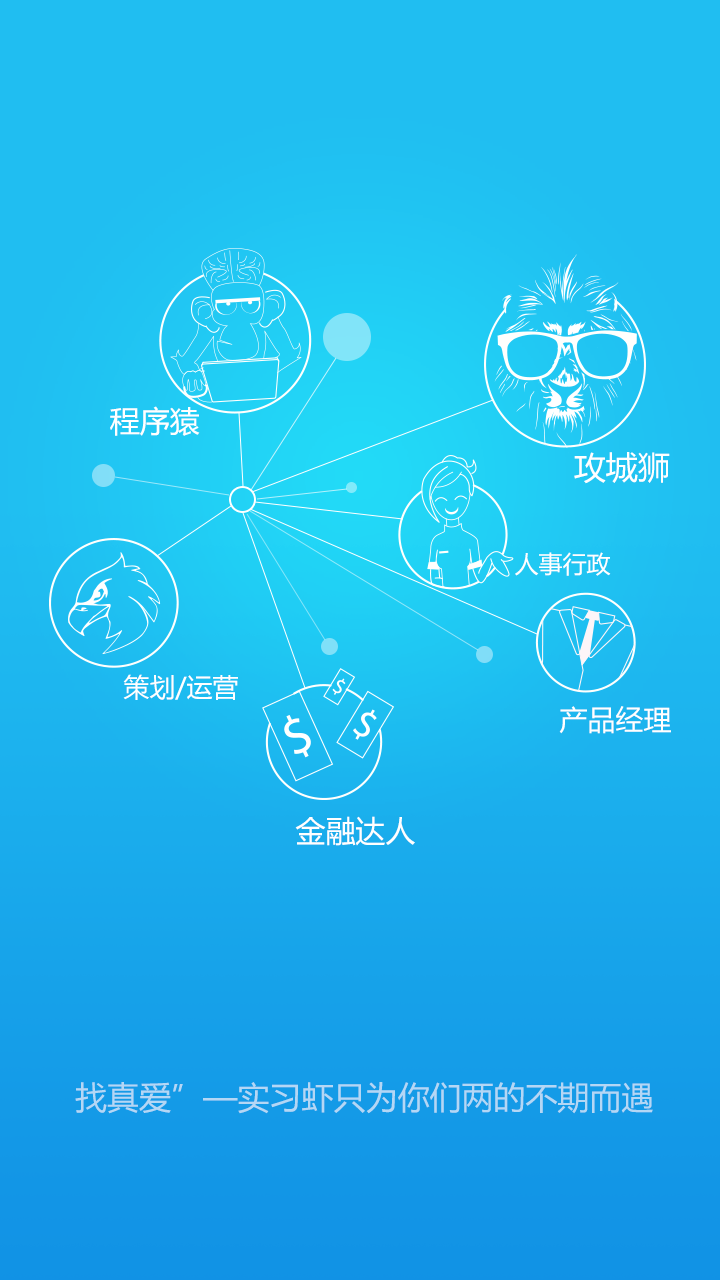 程序猿
攻城狮
人事行政
策划/运营
产品经理
金融达人
找真爱” —实习虾只为你们两的不期而遇